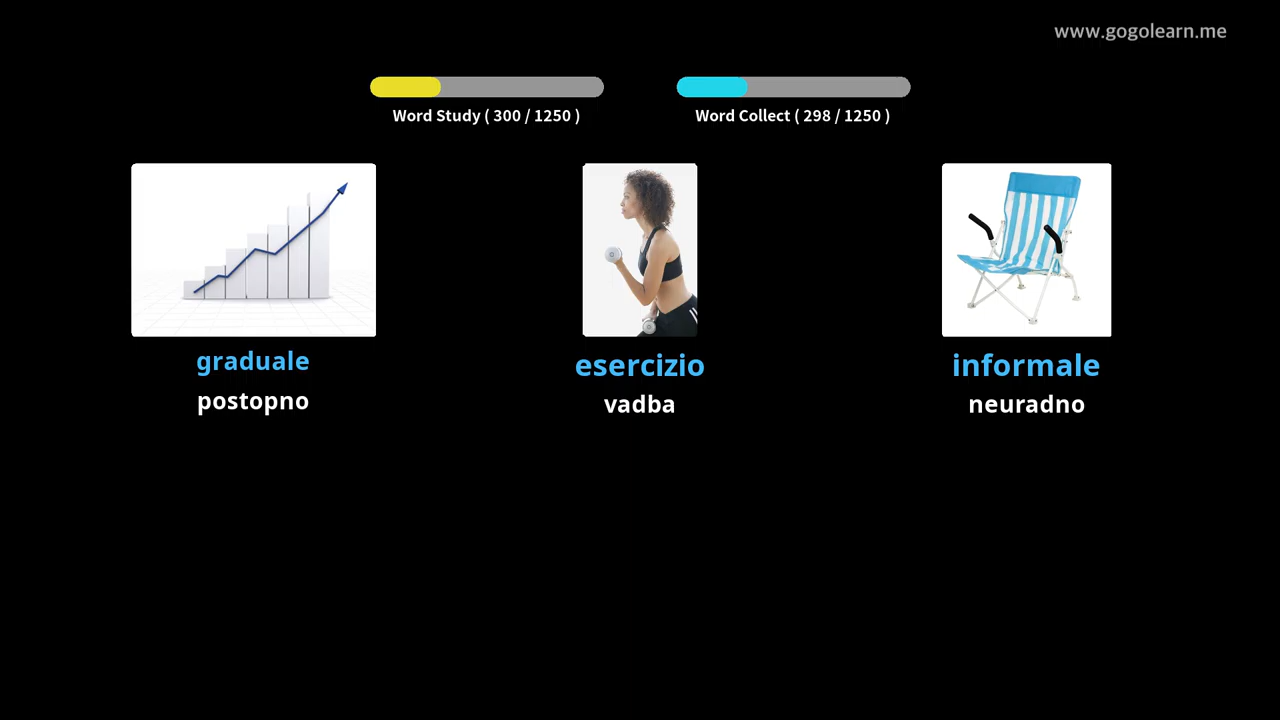 www.gogolearn.me
Word Study ( 300 / 1250 )
Word Collect ( 298 / 1250 )
graduale
postopno
esercizio
vadba
informale
neuradno